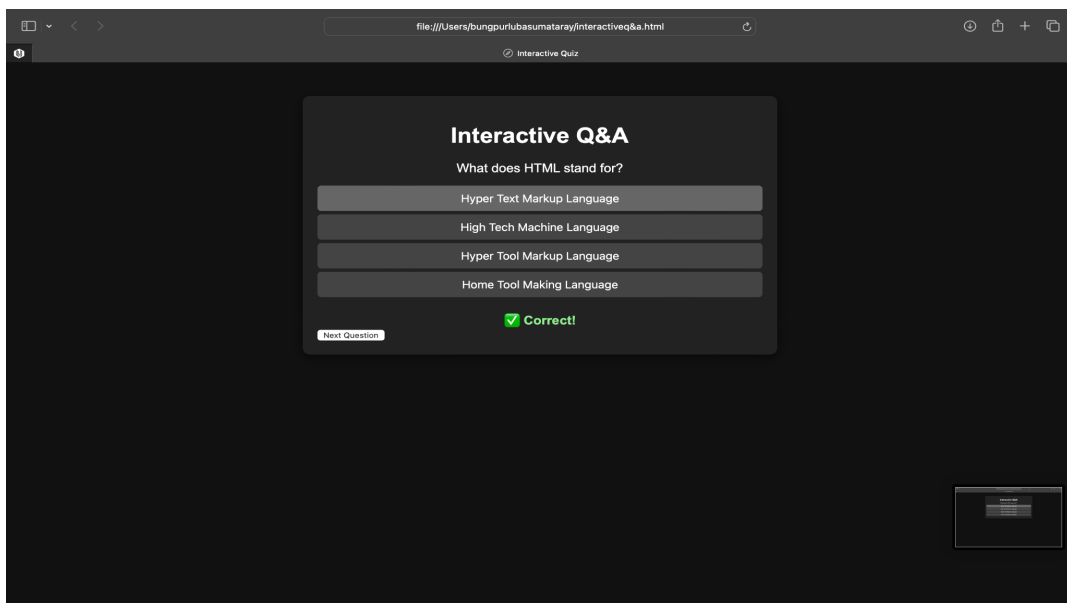 file:///Users/bungpurlubasumataray/interactiveq&a.html
Interactive Quiz
Interactive Q&A
What does HTML stand for?
Hyper Text Markup Language
High Tech Machine Language
Hyper Tool Markup Language
Home Tool Making Language
✅ Correct!
Next Question